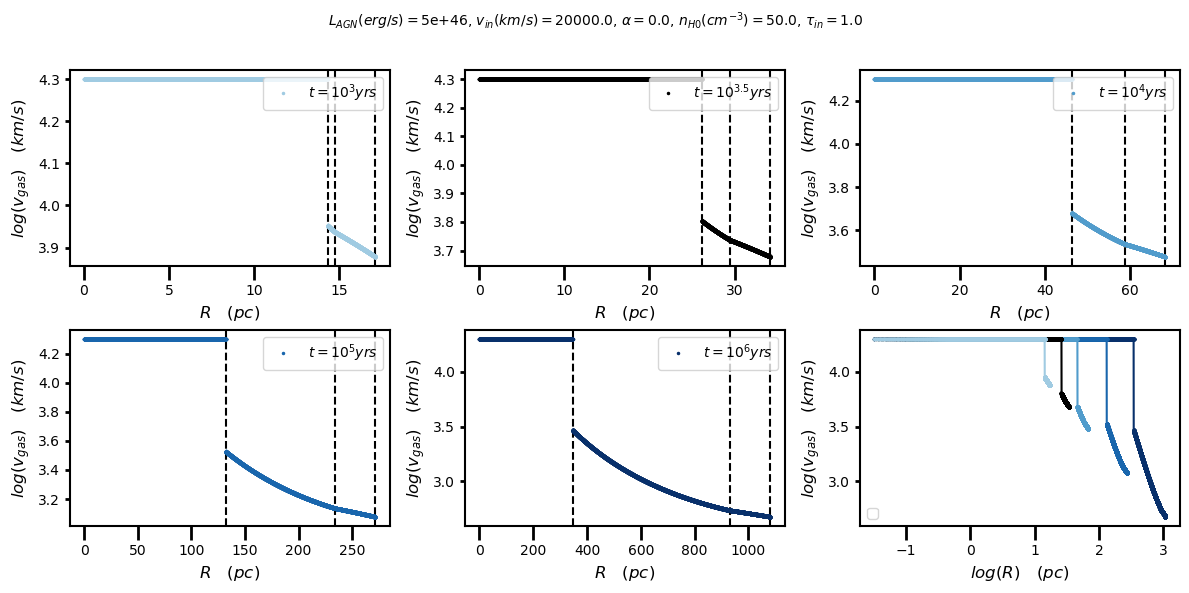 L_AGN(erg/s) = 5e+46, v_in(km/s) = 20000.0, α = 0.0, n_H0(cm^−3) = 50.0, τ_in = 1.0
4.3
4.2
4.1
4.0
3.9
log(v_gas) (km/s)
t = 10^3 yrs
0 5 10 15
R (pc)
4.3
4.2
4.1
4.0
3.9
3.8
3.7
log(v_gas) (km/s)
t = 10^3.5 yrs
0 10 20 30
R (pc)
4.2
4.0
3.8
3.6
log(v_gas) (km/s)
t = 10^4 yrs
0 20 40 60
R (pc)
4.2
4.0
3.8
3.6
3.4
3.2
log(v_gas) (km/s)
t = 10^5 yrs
0 50 100 150 200 250
R (pc)
4.0
3.0
log(v_gas) (km/s)
t = 10^6 yrs
0 200 400 600 800 1000
R (pc)
4.0
3.0
log(v_gas) (km/s)
−1 0 1 2 3
log(R) (pc)